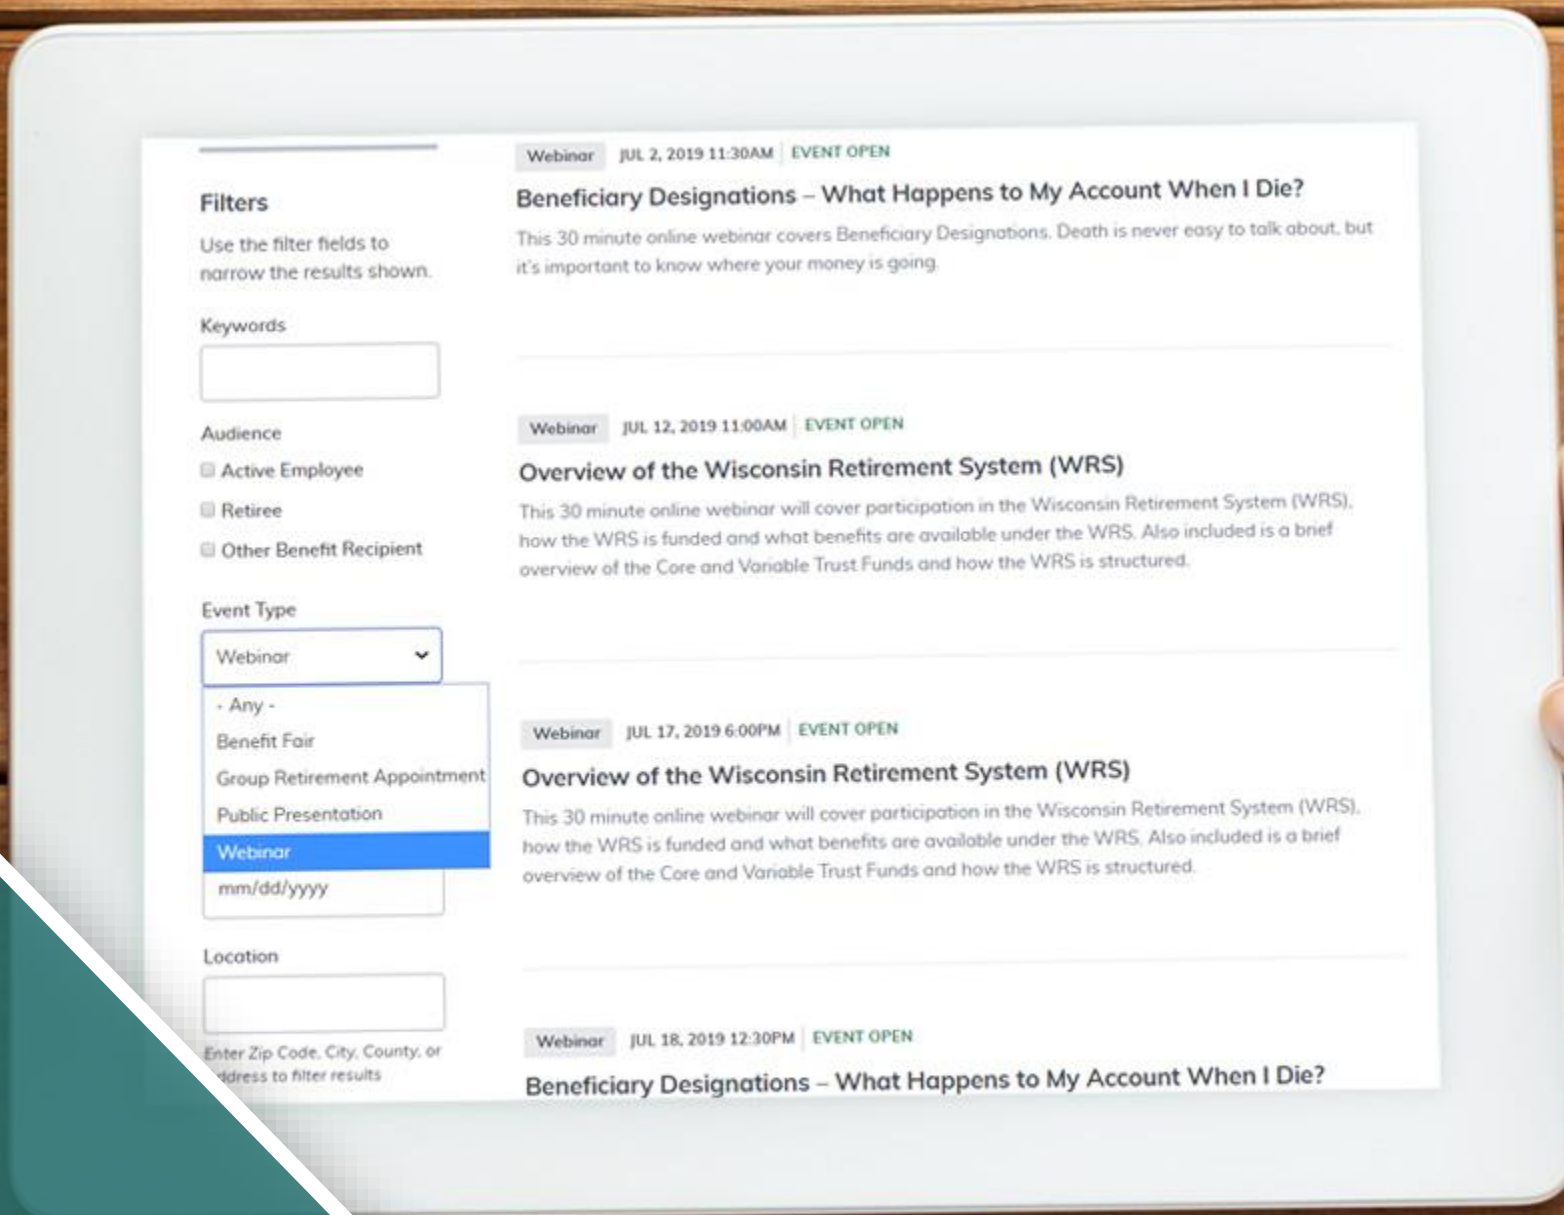 Filters
Use the filter fields to
narrow the results shown.
Keywords
Audience
Active Employee
Retiree
Other Benefit Recipient
Event Type
Webinar
- Any -
Benefit Fair
Group Retirement Appointment
Public Presentation
Webinar
mm/dd/yyyy
Location
Enter Zip Code, City, County, or
ddress to filter results
Webinar JUL 2, 2019 11:30AM EVENT OPEN
Beneficiary Designations – What Happens to My Account When I Die?
This 30 minute online webinar covers Beneficiary Designations. Death is never easy to talk about, but
it's important to know where your money is going.
Webinar JUL 12, 2019 11:00AM EVENT OPEN
Overview of the Wisconsin Retirement System (WRS)
This 30 minute online webinar will cover participation in the Wisconsin Retirement System (WRS),
how the WRS is funded and what benefits are available under the WRS. Also included is a brief
overview of the Core and Variable Trust Funds and how the WRS is structured.
Webinar JUL 17, 2019 6:00PM EVENT OPEN
Overview of the Wisconsin Retirement System (WRS)
This 30 minute online webinar will cover participation in the Wisconsin Retirement System (WRS),
how the WRS is funded and what benefits are available under the WRS. Also included is a brief
overview of the Core and Variable Trust Funds and how the WRS is structured.
Webinar JUL 18, 2019 12:30PM EVENT OPEN
Beneficiary Designations – What Happens to My Account When I Die?